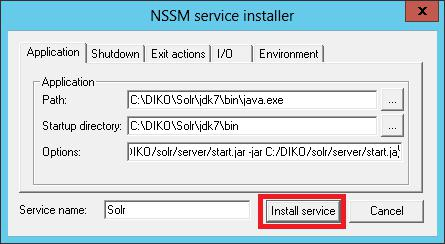 NSSM service installer
x
Application Shutdown Exit actions I/O Environment
Application
Path: C:\DIKO\Solr\jdk7\bin\java.exe ...
Startup directory: C:\DIKO\Solr\jdk7\bin ...
Options: DIKO/solr/server/start.jar -jar C:/DIKO/solr/server/start.ja
Service name: Solr Install service Cancel